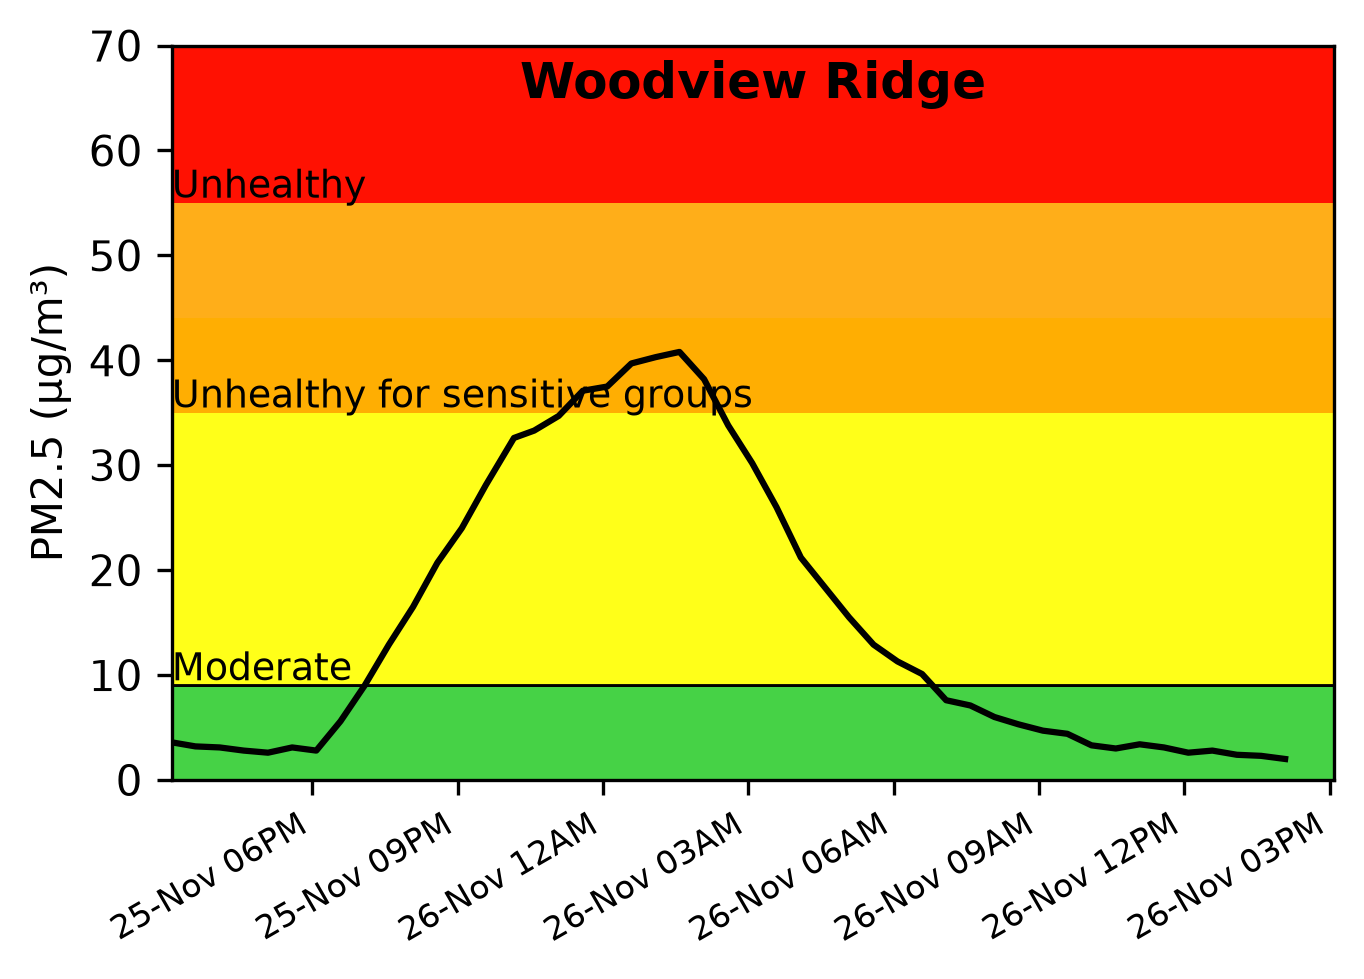 Woodview Ridge
70
60
Unhealthy
50
40
Unhealthy for sensitive groups
30
20
Moderate
10
0
PM2.5 (µg/m³)
25-Nov 06PM
25-Nov 09PM
26-Nov 12AM
26-Nov 03AM
26-Nov 06AM
26-Nov 09AM
26-Nov 12PM
26-Nov 03PM